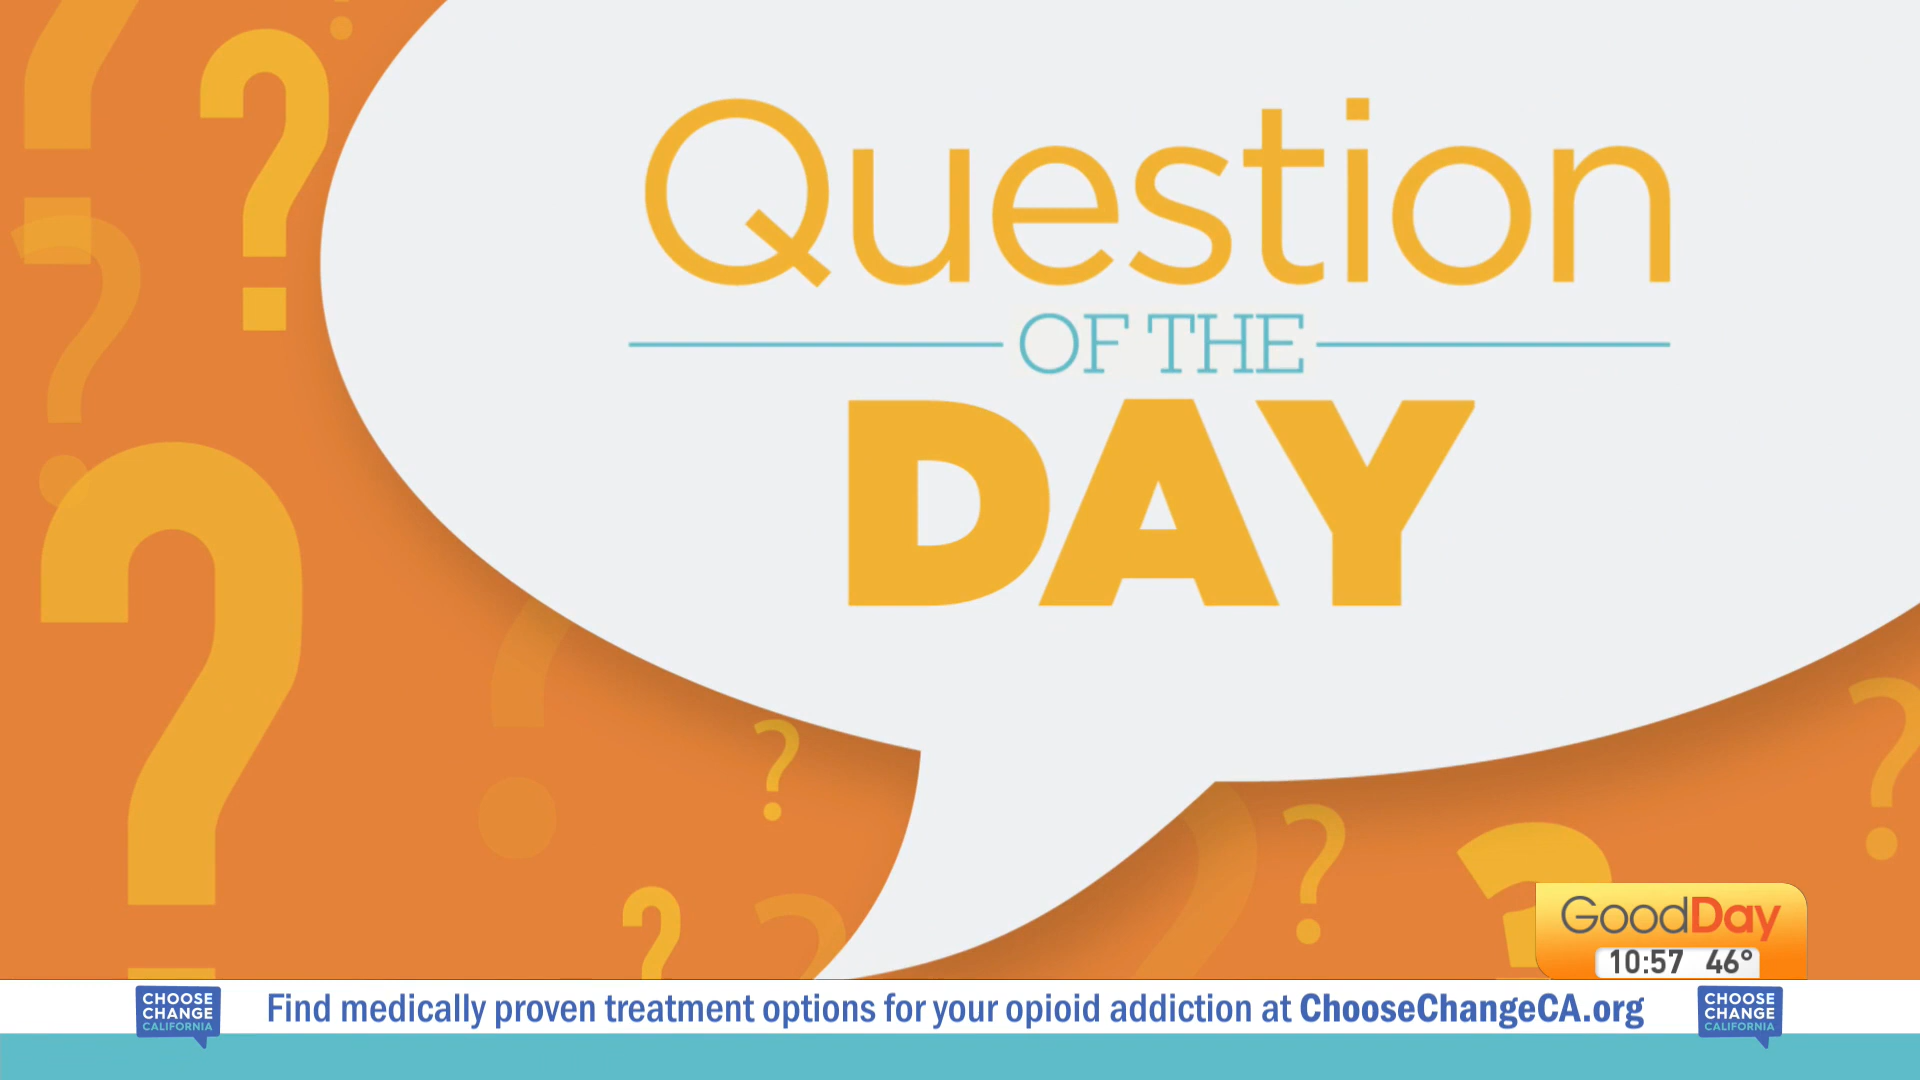 Question
OF THE
DAY
GoodDay
10:57 46°
CHOOSE
CHANGE
CALIFORNIA
Find medically proven treatment options for your opioid addiction at ChooseChangeCA.org
CHOOSE
CHANGE
CALIFORNIA